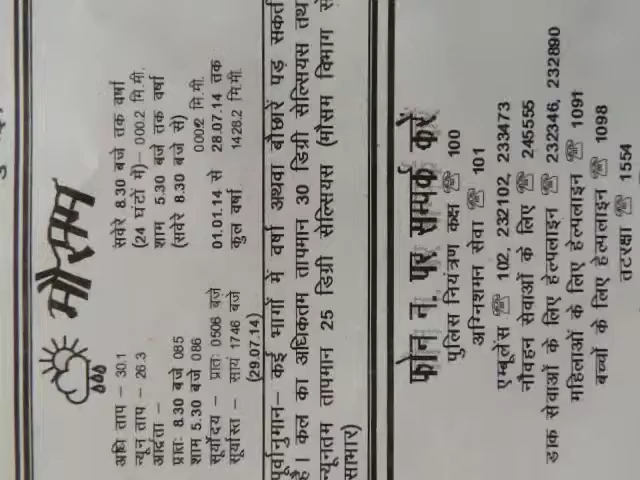 मौसम
अधि ताप – 30.1
न्यून ताप – 26.3
आर्द्रता –
प्रातः 8.30 बजे 085
शाम 5.30 बजे 086
सूर्योदय – प्रातः 0506 बजे
सूर्यास्त – सायं 1746 बजे
(29.07.14)
सवेरे 8.30 बजे तक वर्षा
(24 घंटों में)– 000.2 मि.मी.
शाम 5.30 बजे तक वर्षा
(सवेरे 8.30 बजे से)
000.2 मि.मी.
01.01.14 से 28.07.14 तक
कुल वर्षा 1428.2 मि.मी.
पूर्वानुमान– कई भागों में वर्षा अथवा बौछारें पड़ सकती
है। कल का अधिकतम तापमान 30 डिग्री सेल्सियस तथा
न्यूनतम तापमान 25 डिग्री सेल्सियस (मौसम विभाग से
साभार)
फोन न. पर सम्पर्क करें
पुलिस नियंत्रण कक्ष ☏ 100
अग्निशमन सेवा ☏ 101
एम्बूलेंस ☏ 102, 232102, 233473
नौवहन सेवाओं के लिए ☏ 245555
डाक सेवाओं के लिए हेल्पलाइन ☏ 232346, 232890
महिलाओं के लिए हेल्पलाइन ☏ 1091
बच्चों के लिए हेल्पलाइन ☏ 1098
तटरक्षा ☏ 1554